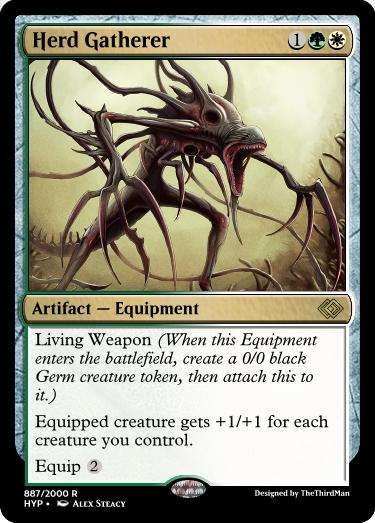 Herd Gatherer 1
Artifact — Equipment
Living Weapon (When this Equipment
enters the battlefield, create a 0/0 black
Germ creature token, then attach this to
it.)
Equipped creature gets +1/+1 for each
creature you control.
Equip 2
887/2000 R
HYP • Alex Steacy
Designed by TheThirdMan